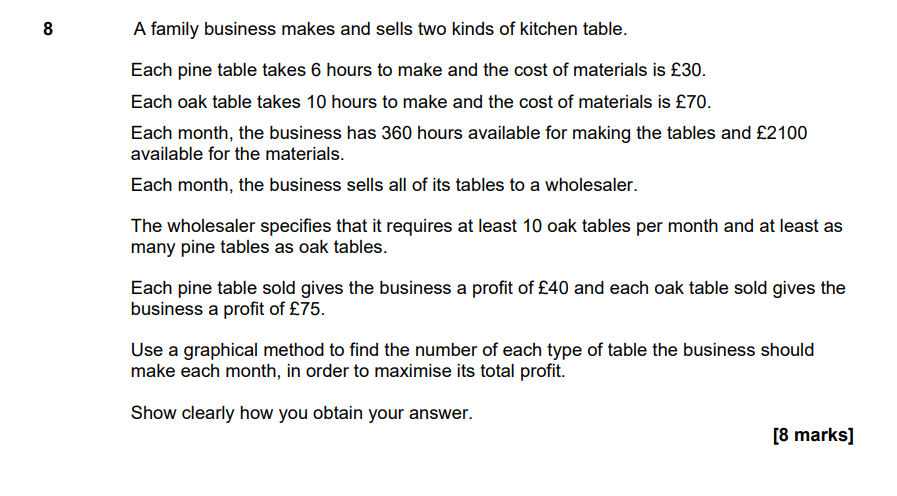 8 A family business makes and sells two kinds of kitchen table.
Each pine table takes 6 hours to make and the cost of materials is £30.
Each oak table takes 10 hours to make and the cost of materials is £70.
Each month, the business has 360 hours available for making the tables and £2100
available for the materials.
Each month, the business sells all of its tables to a wholesaler.
The wholesaler specifies that it requires at least 10 oak tables per month and at least as
many pine tables as oak tables.
Each pine table sold gives the business a profit of £40 and each oak table sold gives the
business a profit of £75.
Use a graphical method to find the number of each type of table the business should
make each month, in order to maximise its total profit.
Show clearly how you obtain your answer.
[8 marks]